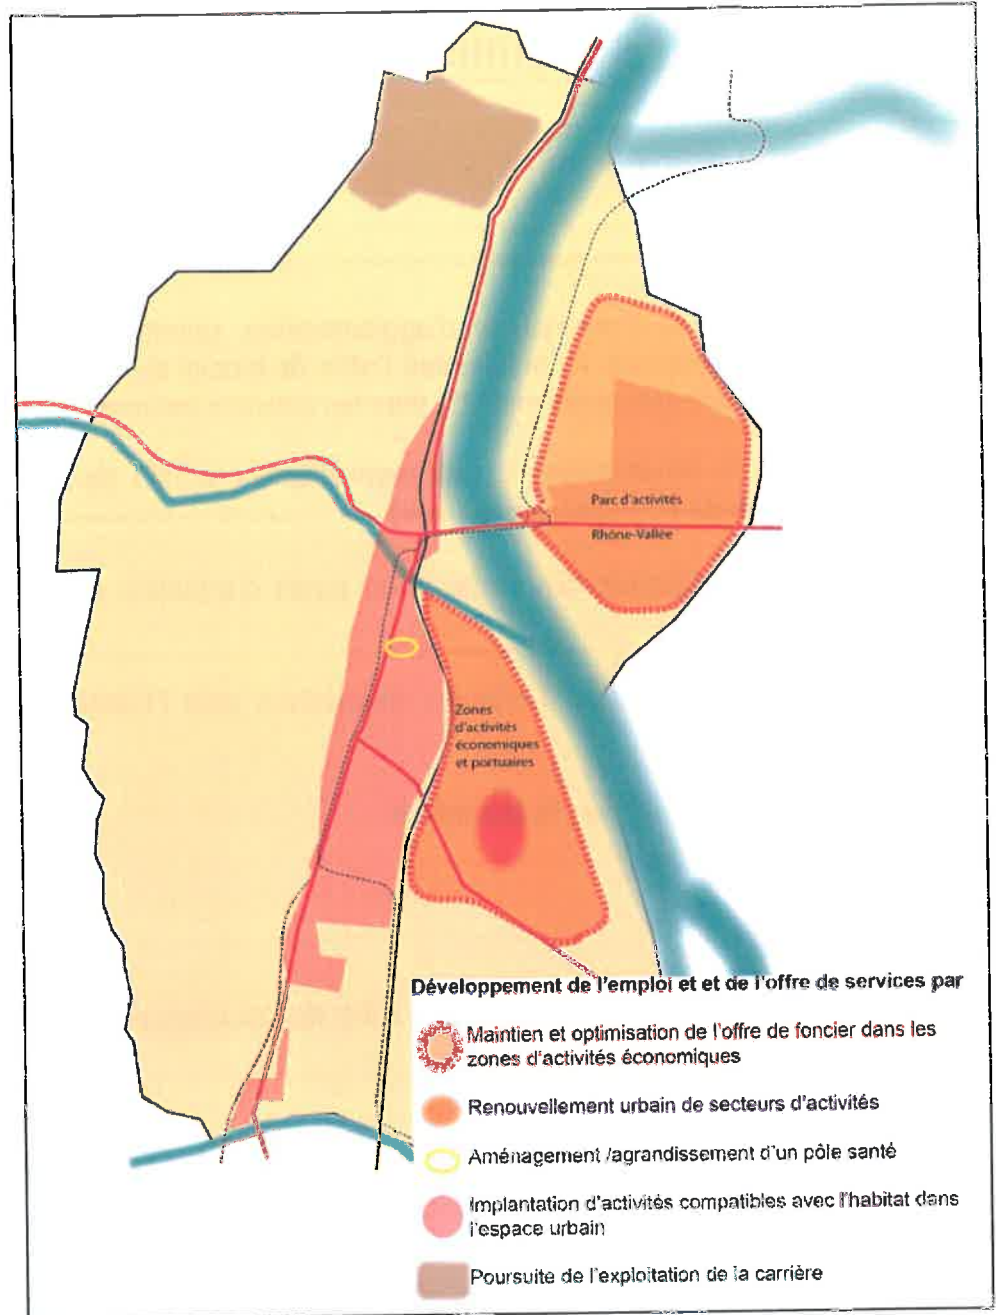 Parc d'activités
Rhône-Vallée
Zones
d'activités
économiques
et portuaires
Développement de l'emploi et et de l'offre de services par
Maintien et optimisation de l'offre de foncier dans les
zones d'activités économiques
Renouvellement urbain de secteurs d'activités
Aménagement /agrandissement d'un pôle santé
Implantation d'activités compatibles avec l'habitat dans
l'espace urbain
Poursuite de l'exploitation de la carrière